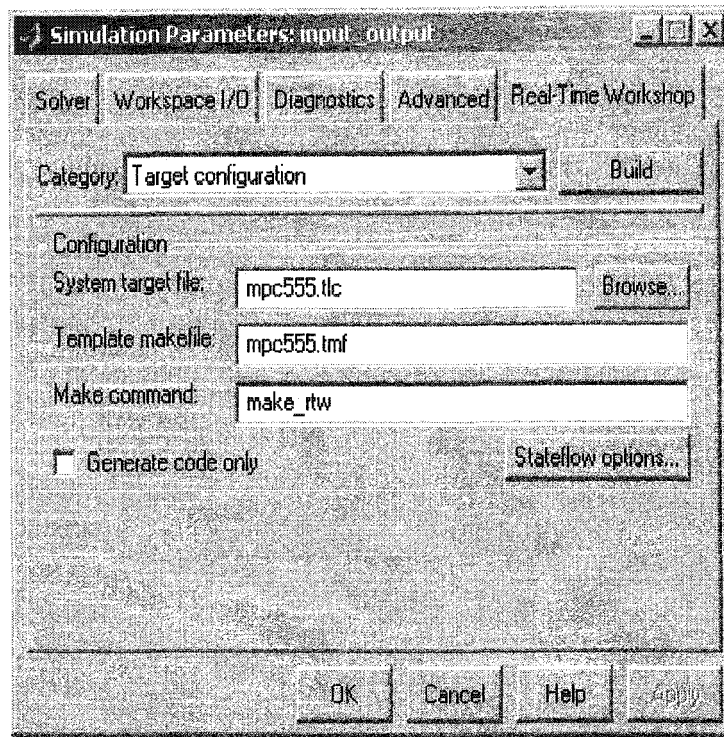 Simulation Parameters: input_output
Solver Workspace I/O Diagnostics Advanced Real-Time Workshop
Category: Target configuration Build
Configuration
System target file: mpc555.tlc Browse...
Template makefile: mpc555.tmf
Make command: make_rtw
Generate code only Stateflow options...
OK Cancel Help Apply